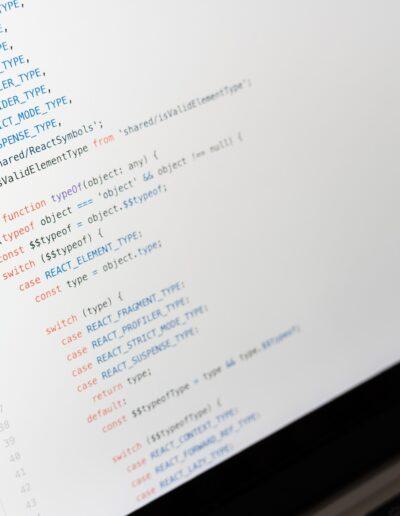 TYPE,
E,
PE,
_TYPE,
LER_TYPE,
IDER_TYPE,
ICT_MODE_TYPE,
SPENSE_TYPE,
hared/ReactSymbols';
sValidElementType from 'shared/isValidElementType';
function typeOf(object: any) {
(typeof object === 'object' && object !== null) {
const $$typeof = object.$$typeof;
switch ($$typeof) {
case REACT_ELEMENT_TYPE:
const type = object.type;
switch (type) {
case REACT_FRAGMENT_TYPE:
case REACT_PROFILER_TYPE:
case REACT_STRICT_MODE_TYPE:
case REACT_SUSPENSE_TYPE:
return type;
default:
const $$typeofType = type && type.$$typeof;
switch ($$typeofType) {
case REACT_CONTEXT_TYPE:
case REACT_FORWARD_REF_TYPE:
case REACT_LAZY_TYPE:
7
38
39
40
41
42
43